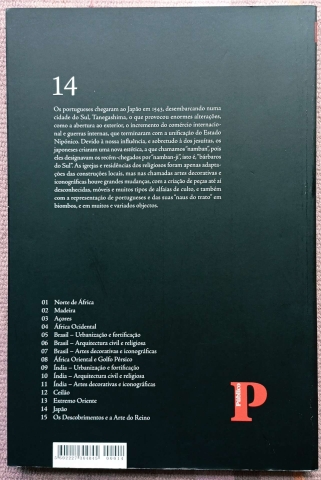 14
Os portugueses chegaram ao Japão em 1543, desembarcando numa
cidade do Sul, Tanegashima, o que provocou enormes alterações,
como a abertura ao exterior, o incremento do comércio internacio-
nal e guerras internas, que terminaram com a unificação do Estado
Nipónico. Devido à nossa influência, e sobretudo à dos jesuítas, os
japoneses criaram uma nova estética, a que chamamos "namban", pois
eles designavam os recém-chegados por "namban-ji", isto é, "bárbaros
do Sul". As igrejas e residências dos religiosos foram apenas adapta-
ções das construções locais, mas nas chamadas artes decorativas e
iconográficas houve grandes mudanças, com a criação de peças até aí
desconhecidas, móveis e muitos tipos de alfaias de culto, e também
com a representação de portugueses e das suas "naus do trato" em
biombos, e em muitos e variados objectos.
01 Norte de África
02 Madeira
03 Açores
04 África Ocidental
05 Brasil – Urbanização e fortificação
06 Brasil – Arquitectura civil e religiosa
07 Brasil – Artes decorativas e iconográficas
08 África Oriental e Golfo Pérsico
09 Índia – Urbanização e fortificação
10 Índia – Arquitectura civil e religiosa
11 Índia – Artes decorativas e iconográficas
12 Ceilão
13 Extremo Oriente
14 Japão
15 Os Descobrimentos e a Arte do Reino
P
Público